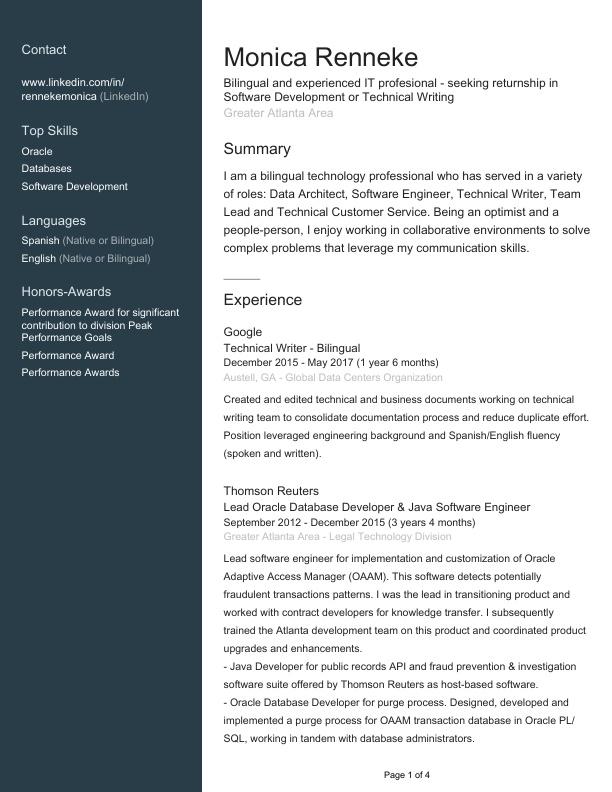 Contact
www.linkedin.com/in/
rennekemonica (LinkedIn)
Top Skills
Oracle
Databases
Software Development
Languages
Spanish (Native or Bilingual)
English (Native or Bilingual)
Honors-Awards
Performance Award for significant
contribution to division Peak
Performance Goals
Performance Award
Performance Awards
Monica Renneke
Bilingual and experienced IT profesional - seeking returnship in
Software Development or Technical Writing
Greater Atlanta Area
Summary
I am a bilingual technology professional who has served in a variety
of roles: Data Architect, Software Engineer, Technical Writer, Team
Lead and Technical Customer Service. Being an optimist and a
people-person, I enjoy working in collaborative environments to solve
complex problems that leverage my communication skills.
Experience
Google
Technical Writer - Bilingual
December 2015 - May 2017 (1 year 6 months)
Austell, GA - Global Data Centers Organization
Created and edited technical and business documents working on technical
writing team to consolidate documentation process and reduce duplicate effort.
Position leveraged engineering background and Spanish/English fluency
(spoken and written).
Thomson Reuters
Lead Oracle Database Developer & Java Software Engineer
September 2012 - December 2015 (3 years 4 months)
Greater Atlanta Area - Legal Technology Division
Lead software engineer for implementation and customization of Oracle
Adaptive Access Manager (OAAM). This software detects potentially
fraudulent transactions patterns. I was the lead in transitioning product and
worked with contract developers for knowledge transfer. I subsequently
trained the Atlanta development team on this product and coordinated product
upgrades and enhancements.
- Java Developer for public records API and fraud prevention & investigation
software suite offered by Thomson Reuters as host-based software.
- Oracle Database Developer for purge process. Designed, developed and
implemented a purge process for OAAM transaction database in Oracle PL/
SQL, working in tandem with database administrators.
Page 1 of 4